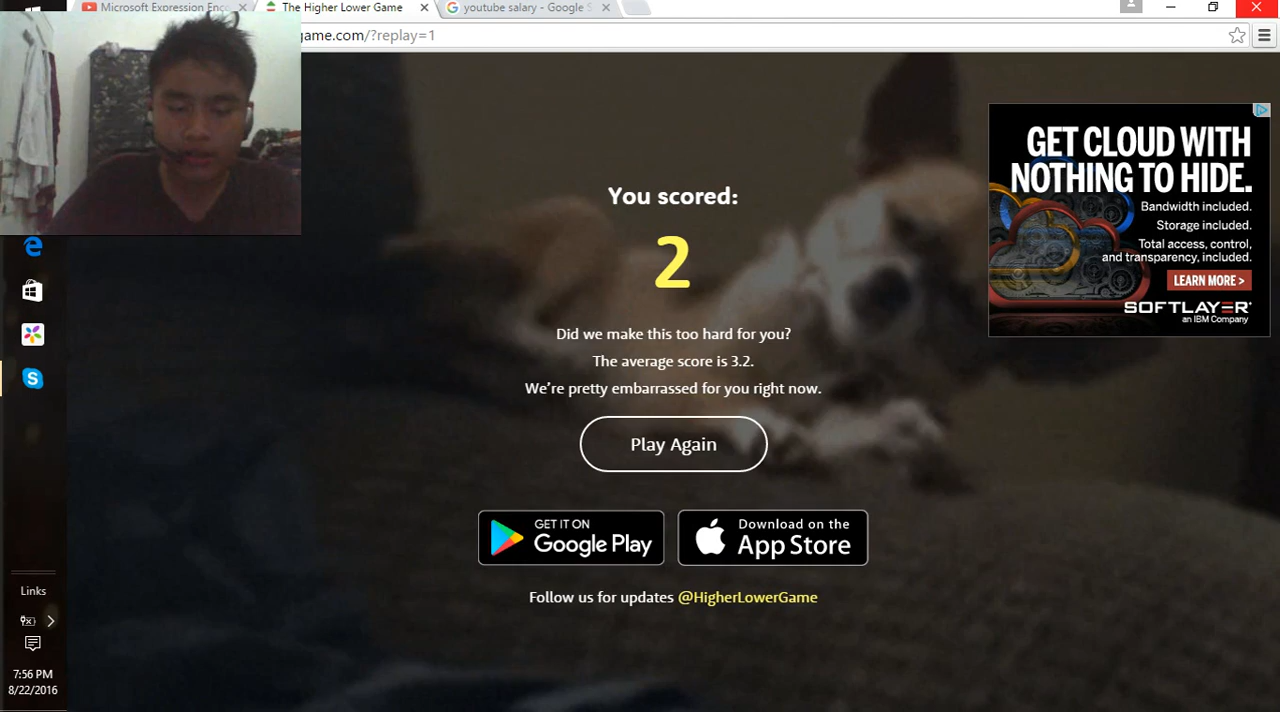 Microsoft Expression Enc
The Higher Lower Game
youtube salary - Google S
game.com/?replay=1
GET CLOUD WITH
NOTHING TO HIDE.
Bandwidth included.
Storage included.
Total access, control,
and transparency, included.
LEARN MORE >
SOFTLAYER
an IBM Company
You scored:
2
Did we make this too hard for you?
The average score is 3.2.
We're pretty embarrassed for you right now.
Play Again
GET IT ON
Google Play
Download on the
App Store
Follow us for updates @HigherLowerGame
Links
7:56 PM
8/22/2016